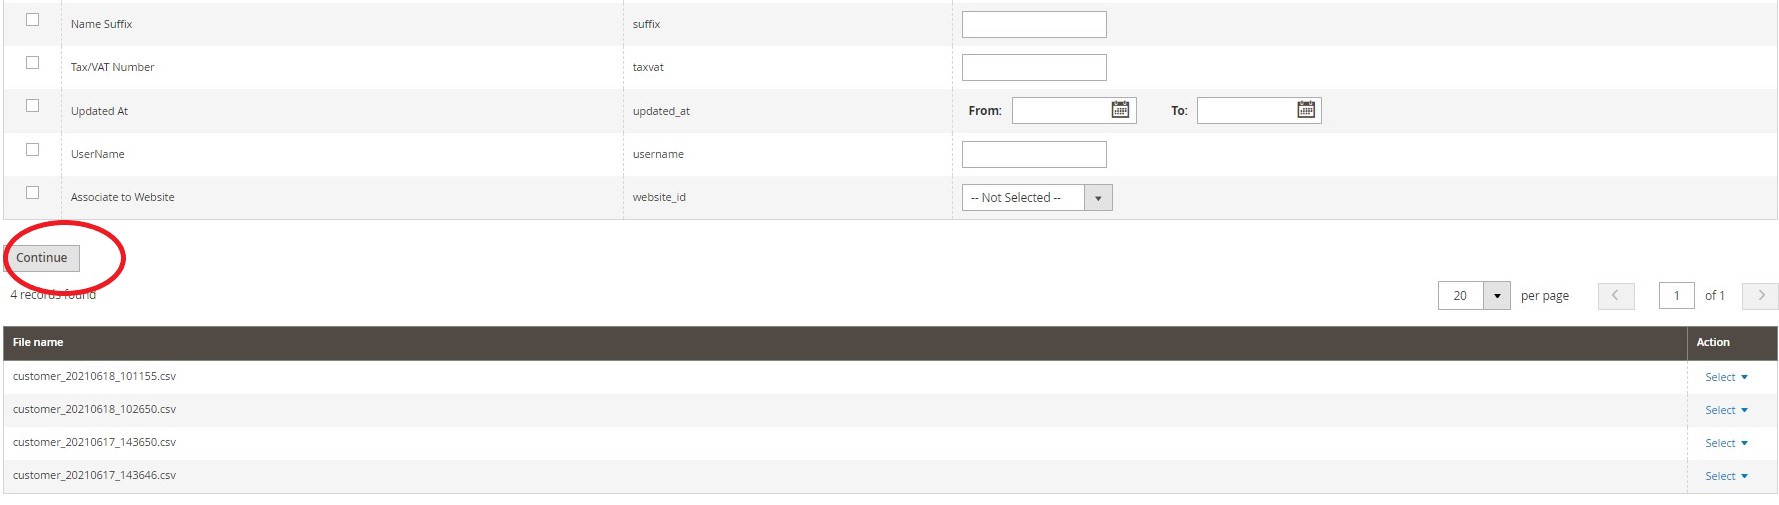 Name Suffix suffix
Tax/VAT Number taxvat
Updated At updated_at From: To:
UserName username
Associate to Website website_id -- Not Selected --
Continue
4 records found 20 per page 1 of 1
File name Action
customer_20210618_101155.csv Select
customer_20210618_102650.csv Select
customer_20210617_143650.csv Select
customer_20210617_143646.csv Select